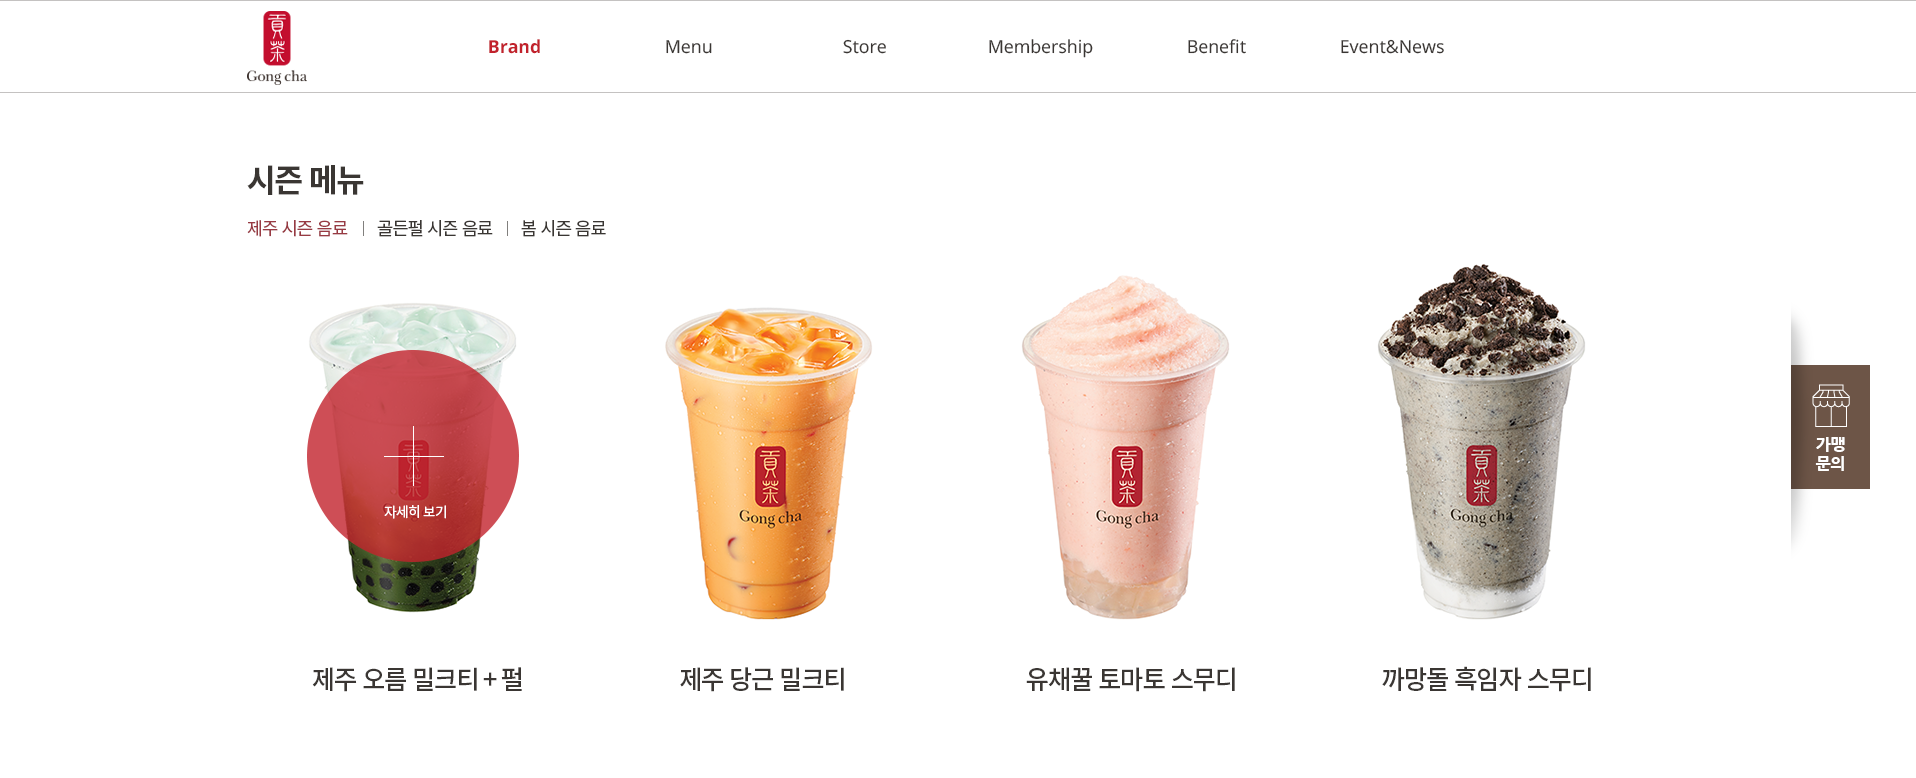 貢茶
Gong cha
Brand
Menu
Store
Membership
Benefit
Event&News
시즌 메뉴
제주 시즌 음료
골든펄 시즌 음료
봄 시즌 음료
貢茶
자세히 보기
貢茶
Gong cha
貢茶
Gong cha
貢茶
Gong cha
가맹
문의
제주 오름 밀크티 + 펄
제주 당근 밀크티
유채꿀 토마토 스무디
까망돌 흑임자 스무디